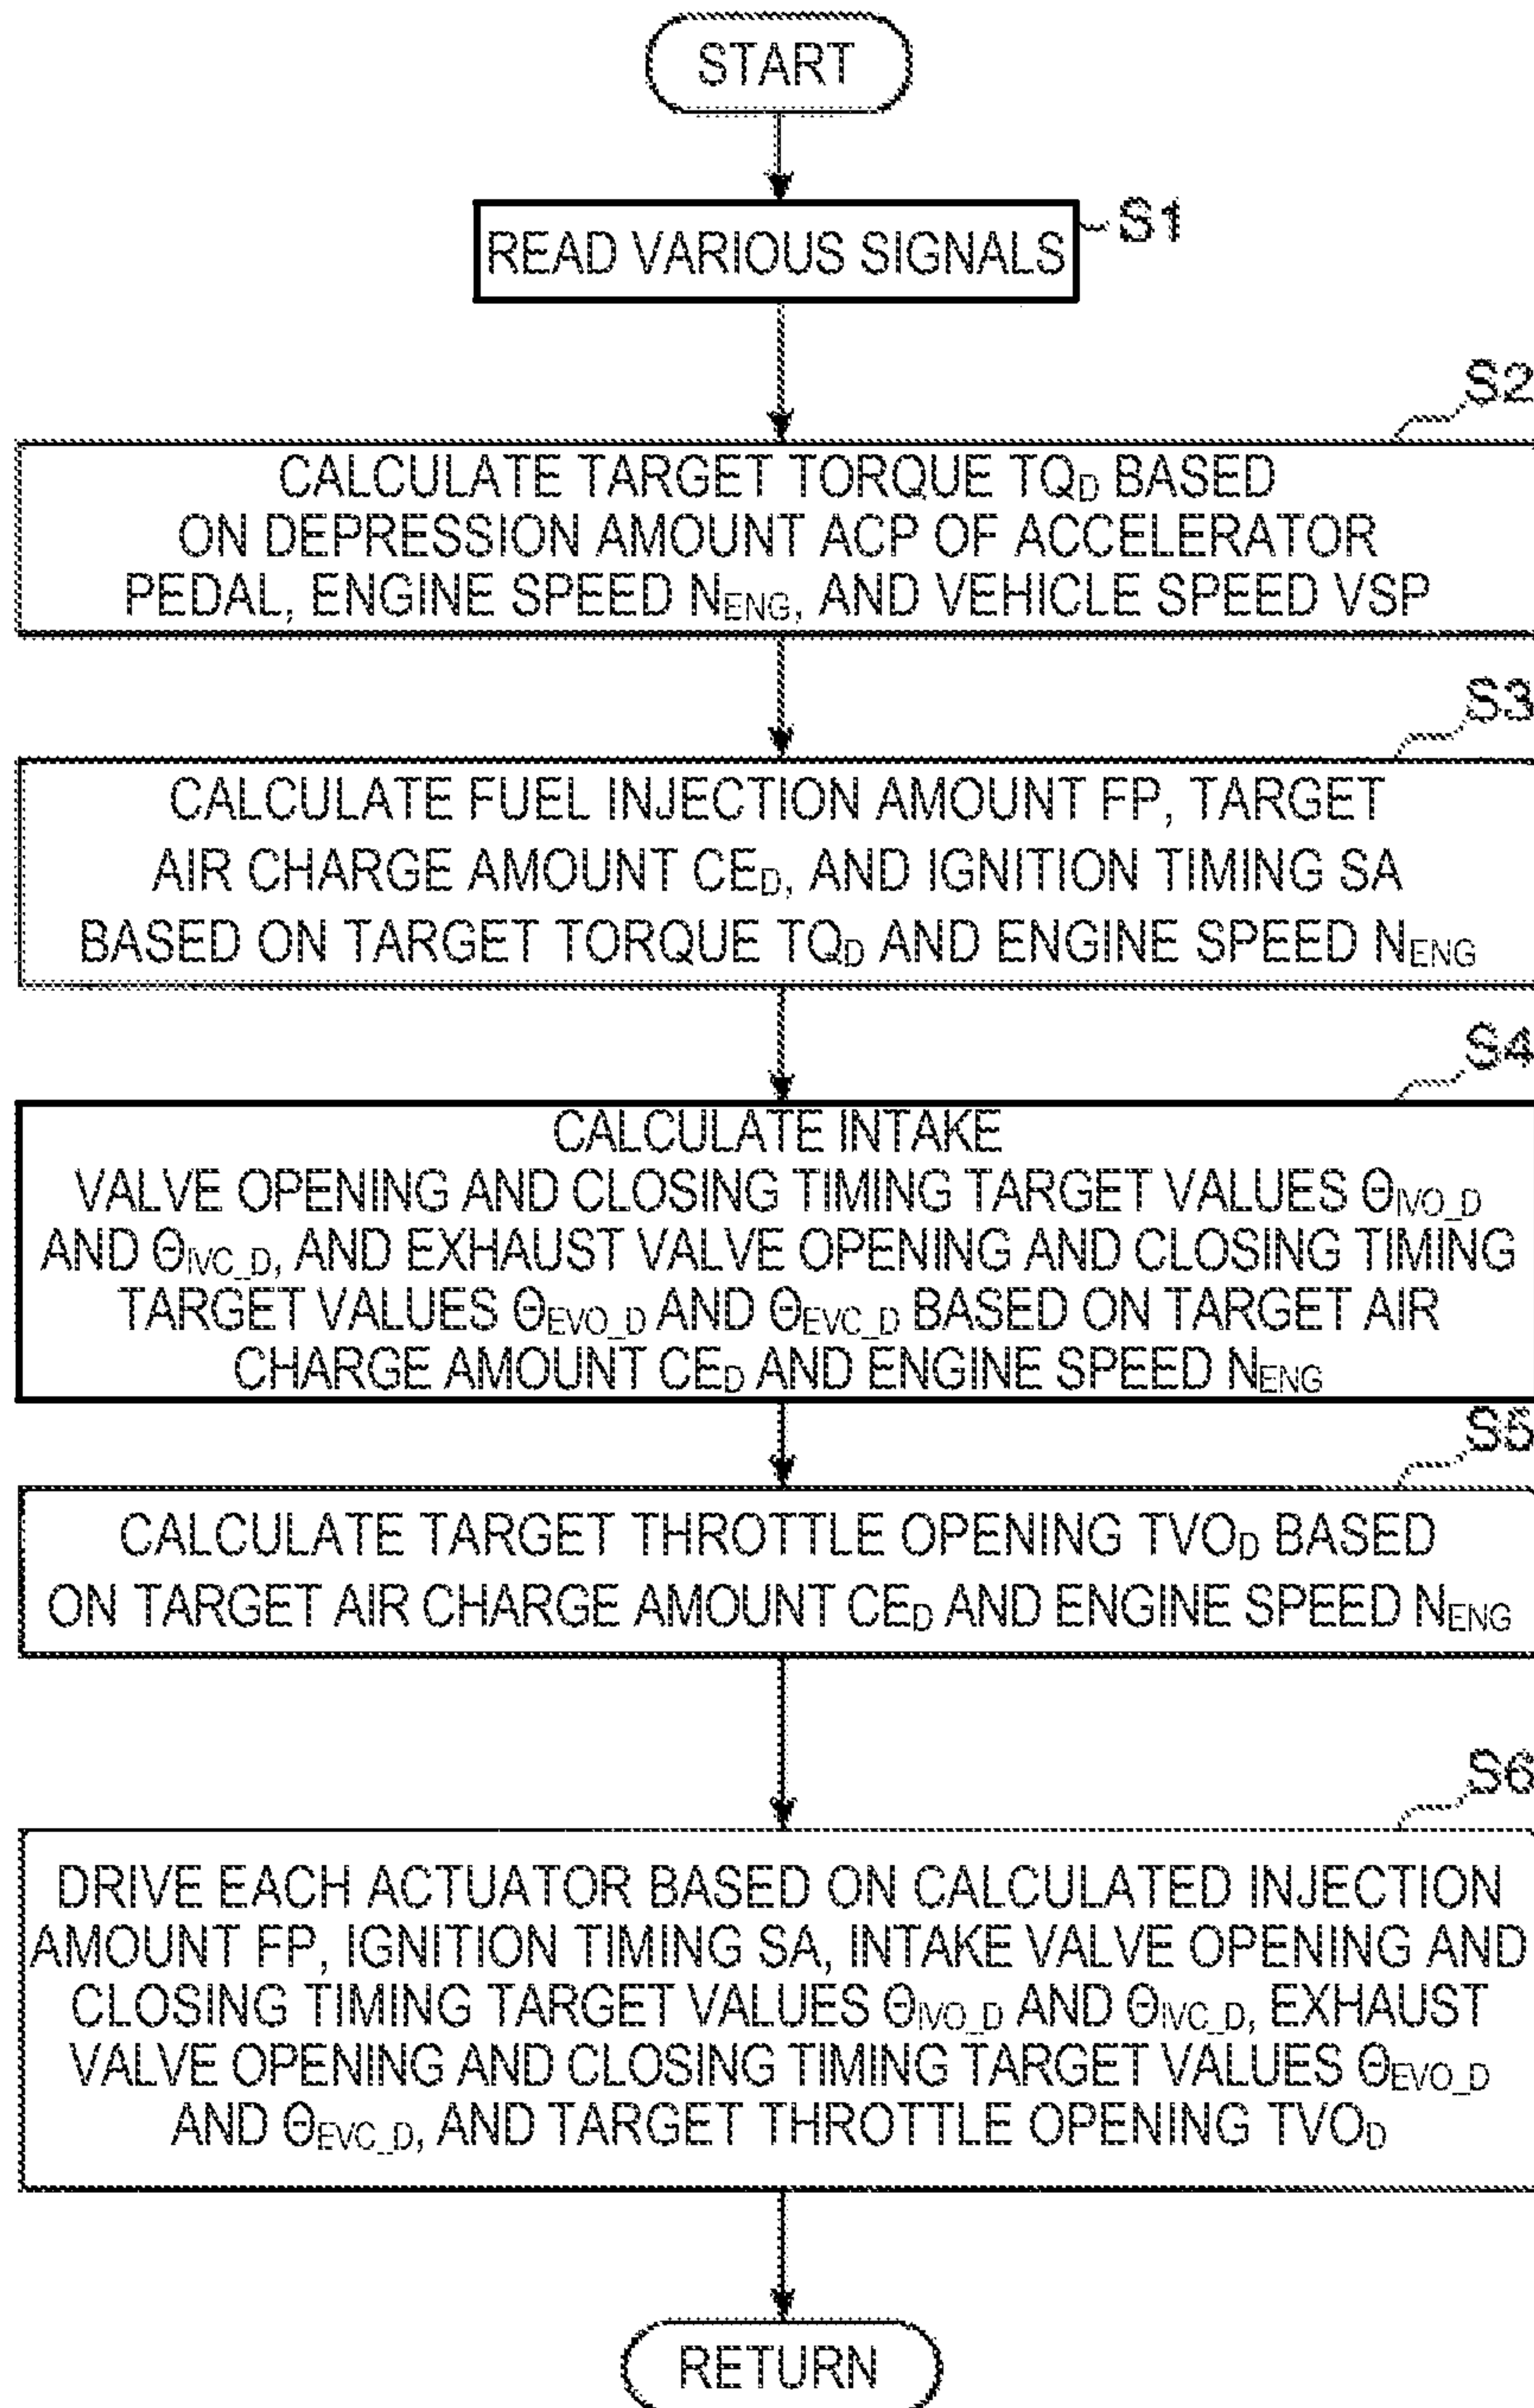 START
READ VARIOUS SIGNALS
S1
S2
CALCULATE TARGET TORQUE TQD BASED
ON DEPRESSION AMOUNT ACP OF ACCELERATOR
PEDAL, ENGINE SPEED NENG, AND VEHICLE SPEED VSP
S3
CALCULATE FUEL INJECTION AMOUNT FP, TARGET
AIR CHARGE AMOUNT CED, AND IGNITION TIMING SA
BASED ON TARGET TORQUE TQD AND ENGINE SPEED NENG
S4
CALCULATE INTAKE
VALVE OPENING AND CLOSING TIMING TARGET VALUES ΘIVO_D
AND ΘIVC_D, AND EXHAUST VALVE OPENING AND CLOSING TIMING
TARGET VALUES ΘEVO_D AND ΘEVC_D BASED ON TARGET AIR
CHARGE AMOUNT CED AND ENGINE SPEED NENG
S5
CALCULATE TARGET THROTTLE OPENING TVOD BASED
ON TARGET AIR CHARGE AMOUNT CED AND ENGINE SPEED NENG
S6
DRIVE EACH ACTUATOR BASED ON CALCULATED INJECTION
AMOUNT FP, IGNITION TIMING SA, INTAKE VALVE OPENING AND
CLOSING TIMING TARGET VALUES ΘIVO_D AND ΘIVC_D, EXHAUST
VALVE OPENING AND CLOSING TIMING TARGET VALUES ΘEVO_D
AND ΘEVC_D, AND TARGET THROTTLE OPENING TVOD
RETURN